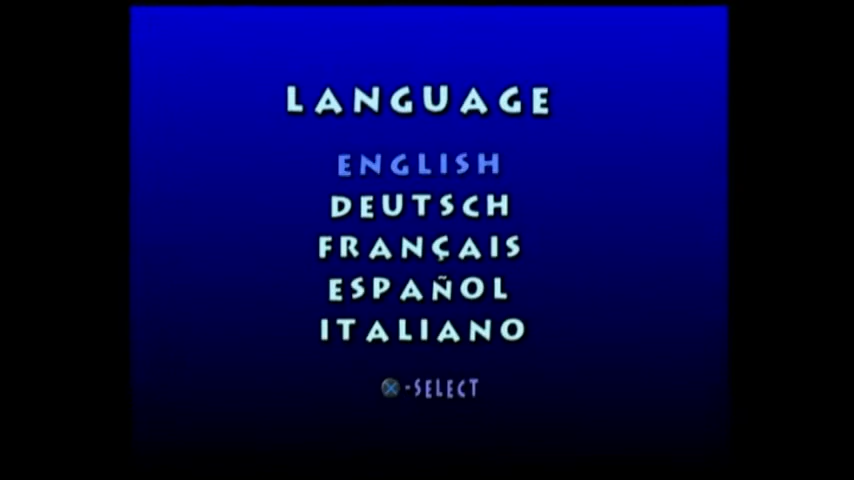 LANGUAGE
ENGLISH
DEUTSCH
FRANÇAIS
ESPAÑOL
ITALIANO
-SELECT